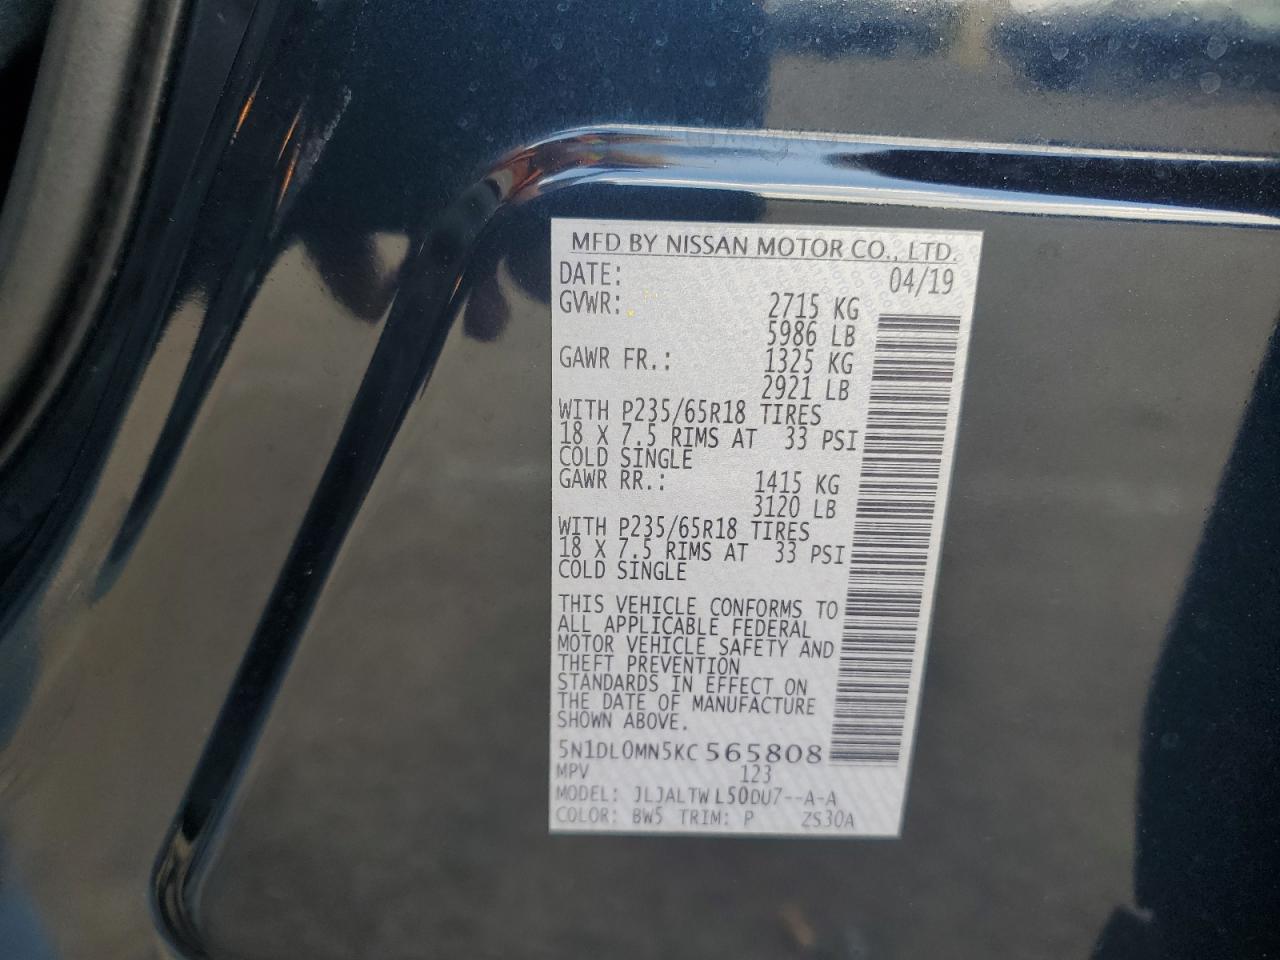 MFD BY NISSAN MOTOR CO., LTD.
DATE: 04/19
GVWR: 2715 KG
5986 LB
GAWR FR.: 1325 KG
2921 LB
WITH P235/65R18 TIRES
18 X 7.5 RIMS AT 33 PSI
COLD SINGLE
GAWR RR.: 1415 KG
3120 LB
WITH P235/65R18 TIRES
18 X 7.5 RIMS AT 33 PSI
COLD SINGLE
THIS VEHICLE CONFORMS TO
ALL APPLICABLE FEDERAL
MOTOR VEHICLE SAFETY AND
THEFT PREVENTION
STANDARDS IN EFFECT ON
THE DATE OF MANUFACTURE
SHOWN ABOVE.
5N1DL0MN5KC565808
MPV 123
MODEL: JLJALTWL50DU7--A-A
COLOR: BW5 TRIM: P ZS30A